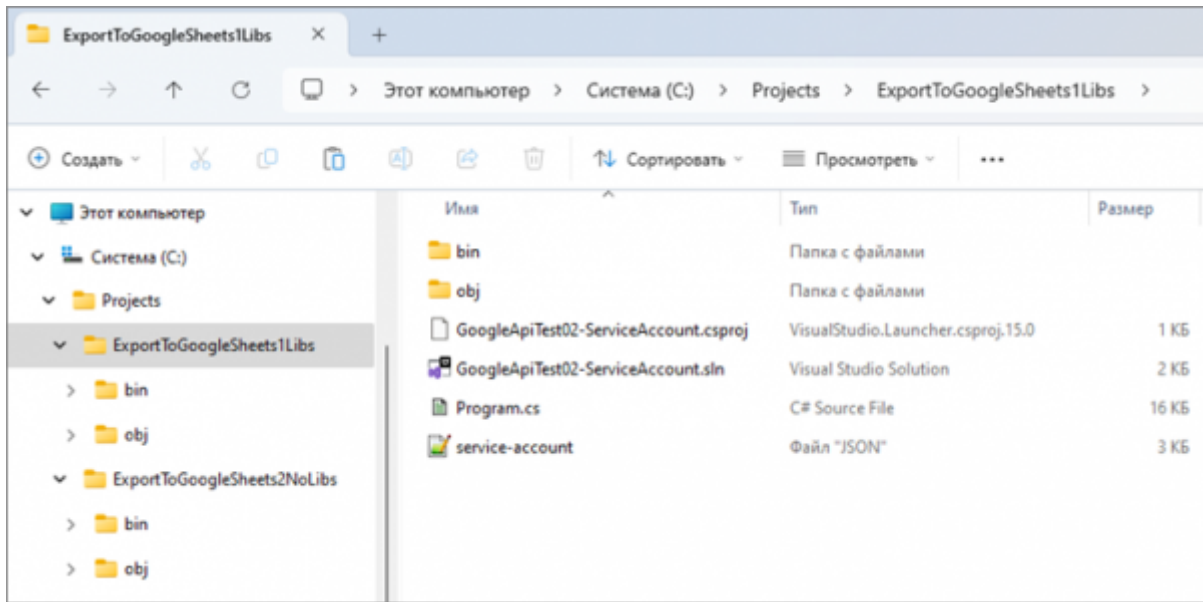 ExportToGoogleSheets1Libs
Этот компьютер > Система (C:) > Projects > ExportToGoogleSheets1Libs >
Создать Сортировать Просмотреть
Этот компьютер
Система (C:)
Projects
ExportToGoogleSheets1Libs
bin
obj
ExportToGoogleSheets2NoLibs
bin
obj
Имя Тип Размер
bin Папка с файлами
obj Папка с файлами
GoogleApiTest02-ServiceAccount.csproj VisualStudio.Launcher.csproj.15.0 1 КБ
GoogleApiTest02-ServiceAccount.sln Visual Studio Solution 2 КБ
Program.cs C# Source File 16 КБ
service-account Файл "JSON" 3 КБ